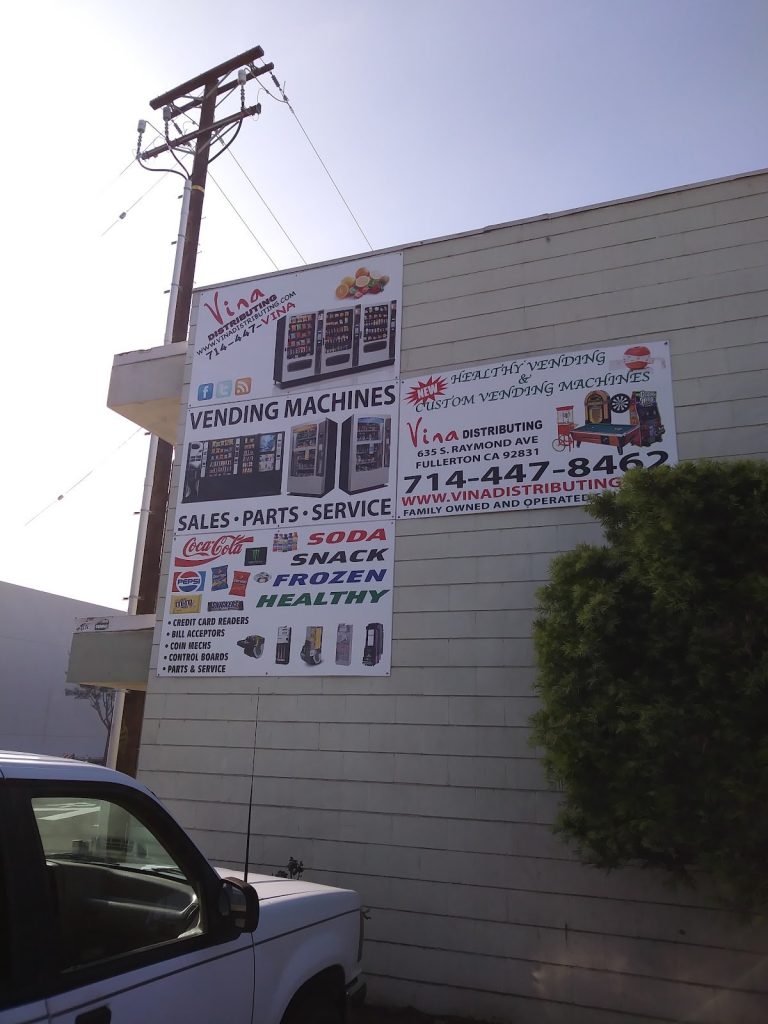 Vina
DISTRIBUTING
WWW.VINADISTRIBUTING.COM
714-447-VINA
VENDING MACHINES
SALES • PARTS • SERVICE
Coca-Cola
SODA
SNACK
PEPSI
FROZEN
m&m's
SNICKERS
HEALTHY
• CREDIT CARD READERS
• BILL ACCEPTORS
• COIN MECHS
• CONTROL BOARDS
• PARTS & SERVICE
NEW
HEALTHY VENDING
&
CUSTOM VENDING MACHINES
Vina DISTRIBUTING
635 S. RAYMOND AVE
FULLERTON CA 92831
714-447-8462
WWW.VINADISTRIBUTING
FAMILY OWNED AND OPERATED